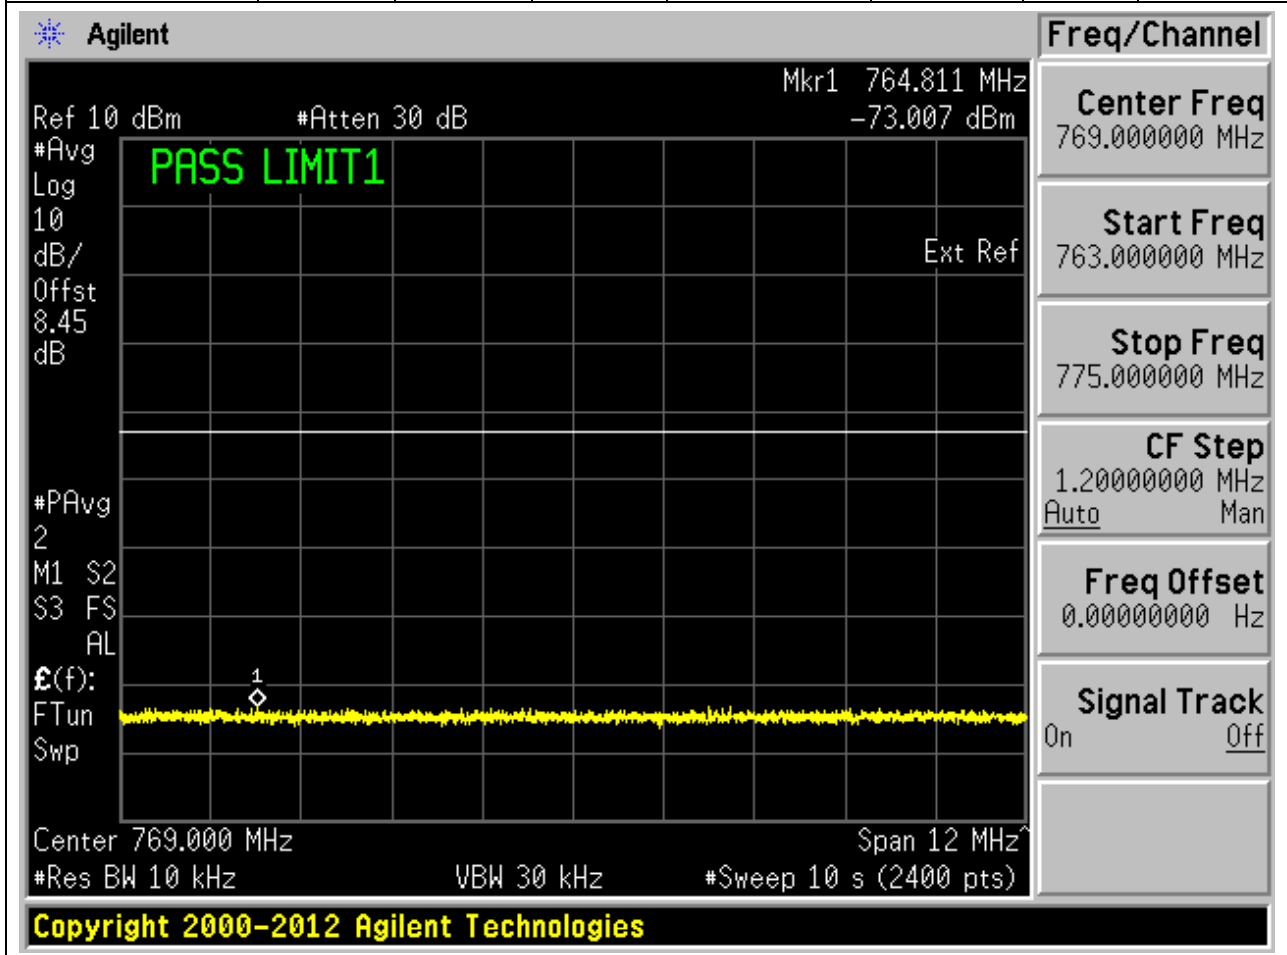 Agilent
Freq/Channel
Mkr1 764.811 MHz
Ref 10 dBm #Atten 30 dB -73.007 dBm
#Avg
Log
10
dB/
Offst
8.45
dB
PASS LIMIT1
Ext Ref
#PAvg
2
M1 S2
S3 FS
AL
£(f):
FTun
Swp
1
Center 769.000 MHz Span 12 MHz^
#Res BW 10 kHz VBW 30 kHz #Sweep 10 s (2400 pts)
Center Freq
769.000000 MHz
Start Freq
763.000000 MHz
Stop Freq
775.000000 MHz
CF Step
1.20000000 MHz
Auto Man
Freq Offset
0.00000000 Hz
Signal Track
On Off
Copyright 2000-2012 Agilent Technologies